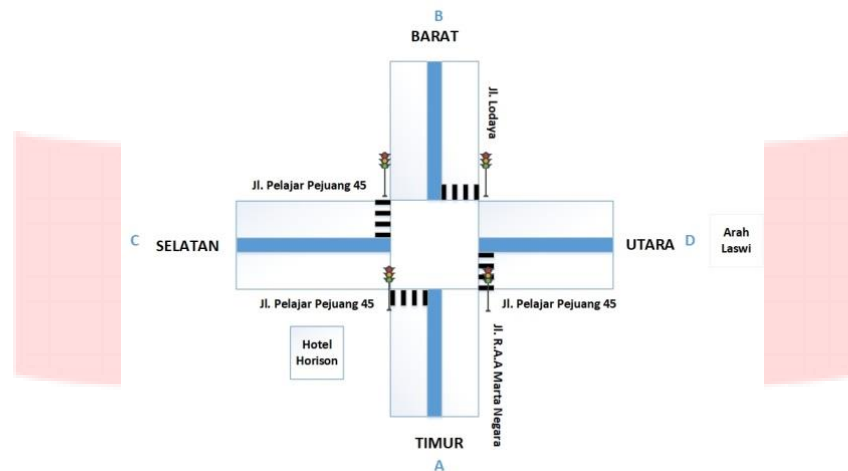 B
BARAT
Jl. Lodaya
Jl. Pelajar Pejuang 45
C
SELATAN
UTARA
D
Arah
Laswi
Jl. Pelajar Pejuang 45
Jl. Pelajar Pejuang 45
Hotel
Horison
Jl. R.A.A Marta Negara
TIMUR
A